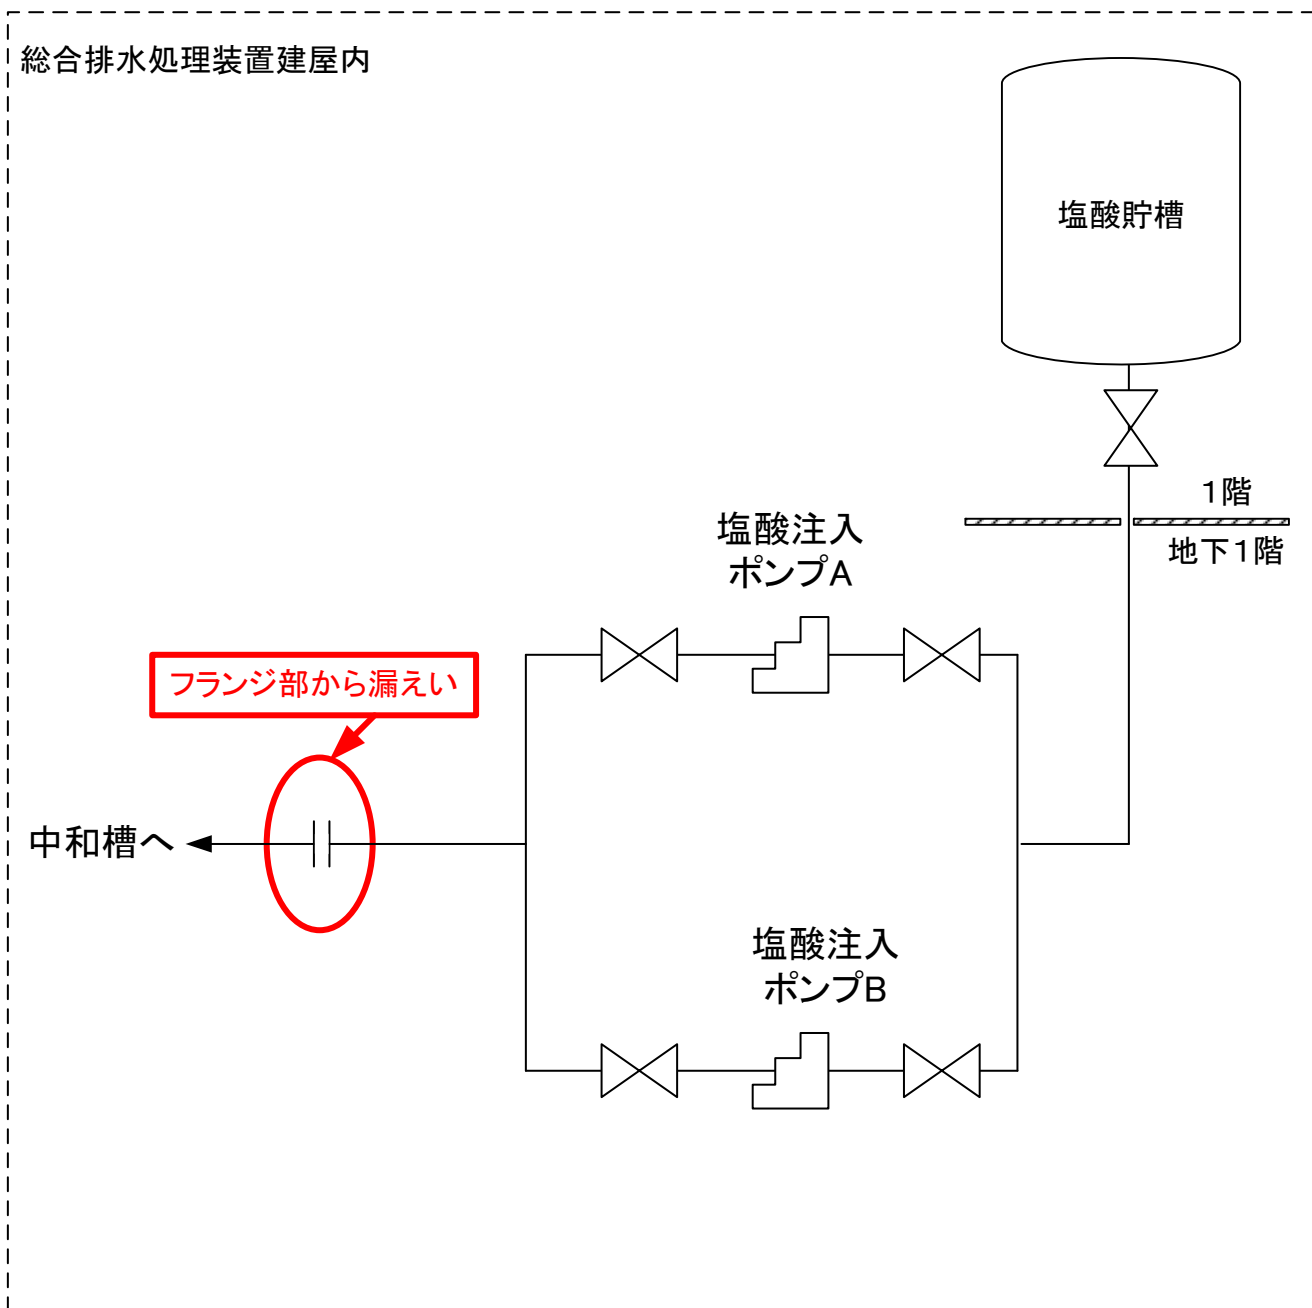 総合排水処理装置建屋内
塩酸貯槽
1階
地下1階
塩酸注入
ポンプA
フランジ部から漏えい
中和槽へ
塩酸注入
ポンプB